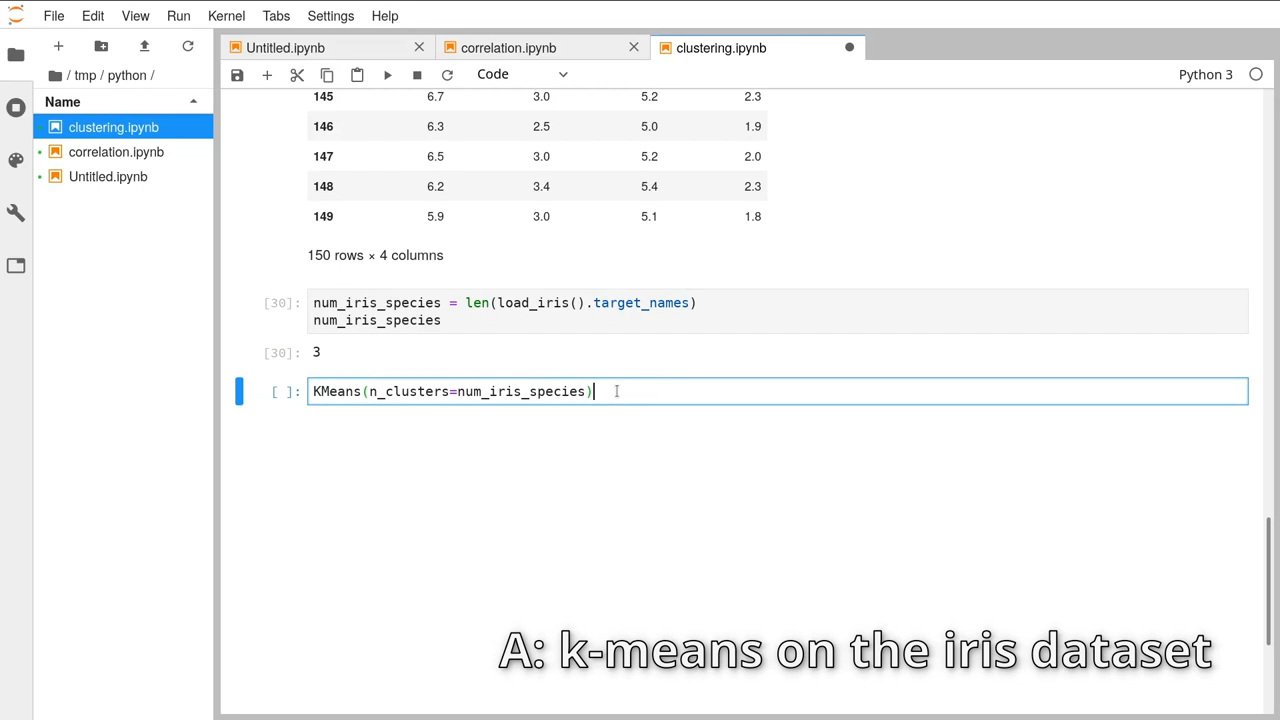 File Edit View Run Kernel Tabs Settings Help
Untitled.ipynb
correlation.ipynb
clustering.ipynb
/ tmp / python /
Code
Python 3
Name
clustering.ipynb
correlation.ipynb
Untitled.ipynb
145 6.7 3.0 5.2 2.3
146 6.3 2.5 5.0 1.9
147 6.5 3.0 5.2 2.0
148 6.2 3.4 5.4 2.3
149 5.9 3.0 5.1 1.8
150 rows × 4 columns
[30]: num_iris_species = len(load_iris().target_names)
num_iris_species
[30]: 3
[ ]: KMeans(n_clusters=num_iris_species)
A: k-means on the iris dataset